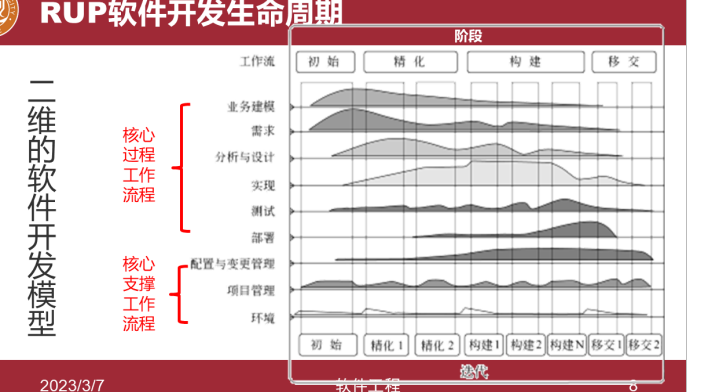 RUP软件开发生命周期
阶段
工作流
初 始
精 化
构 建
移 交
二维的软件开发模型
核心
过程
工作
流程
业务建模
需求
分析与设计
实现
测试
部署
核心
支撑
工作
流程
配置与变更管理
项目管理
环境
初 始
精化 1
精化 2
构建1
构建2
构建N
移交1
移交2
迭代
2023/3/7
软件工程
8